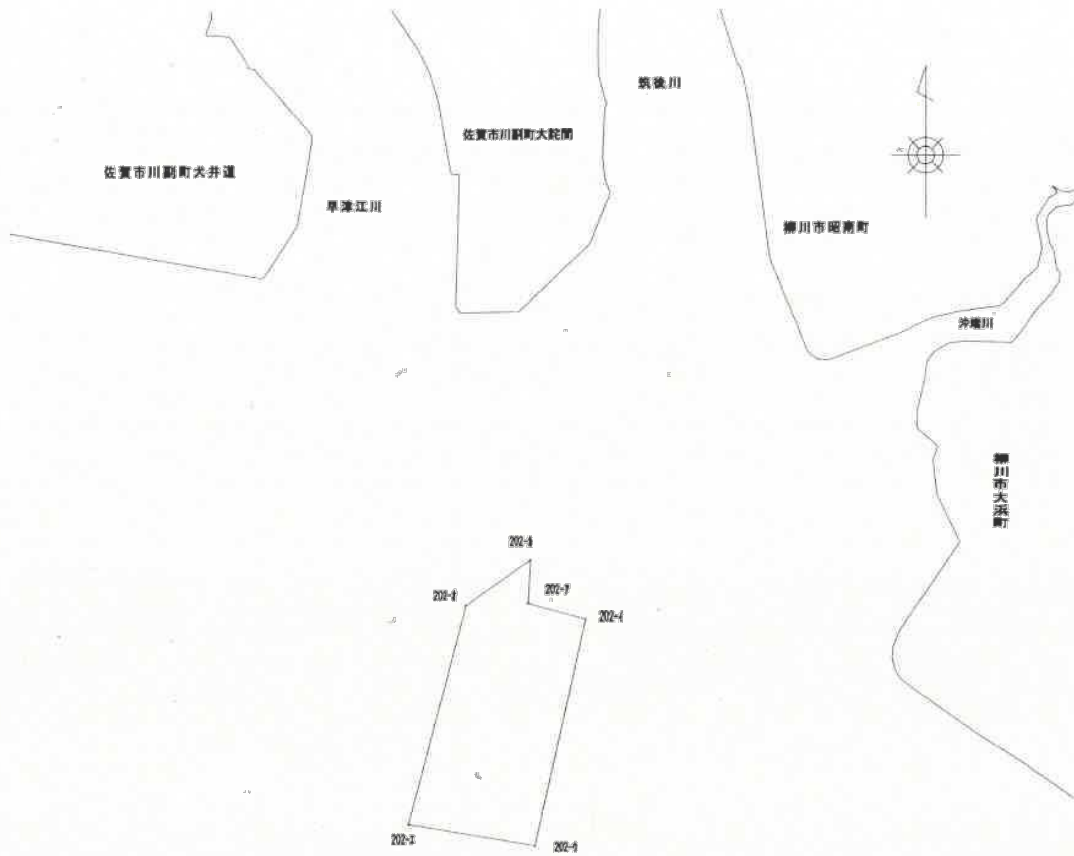 筑後川
佐賀市川副町大詫間
佐賀市川副町犬井道
早津江川
柳川市昭南町
沖端川
柳川市大浜町
202-カ
202-オ
202-ア
202-イ
202-エ
202-ウ